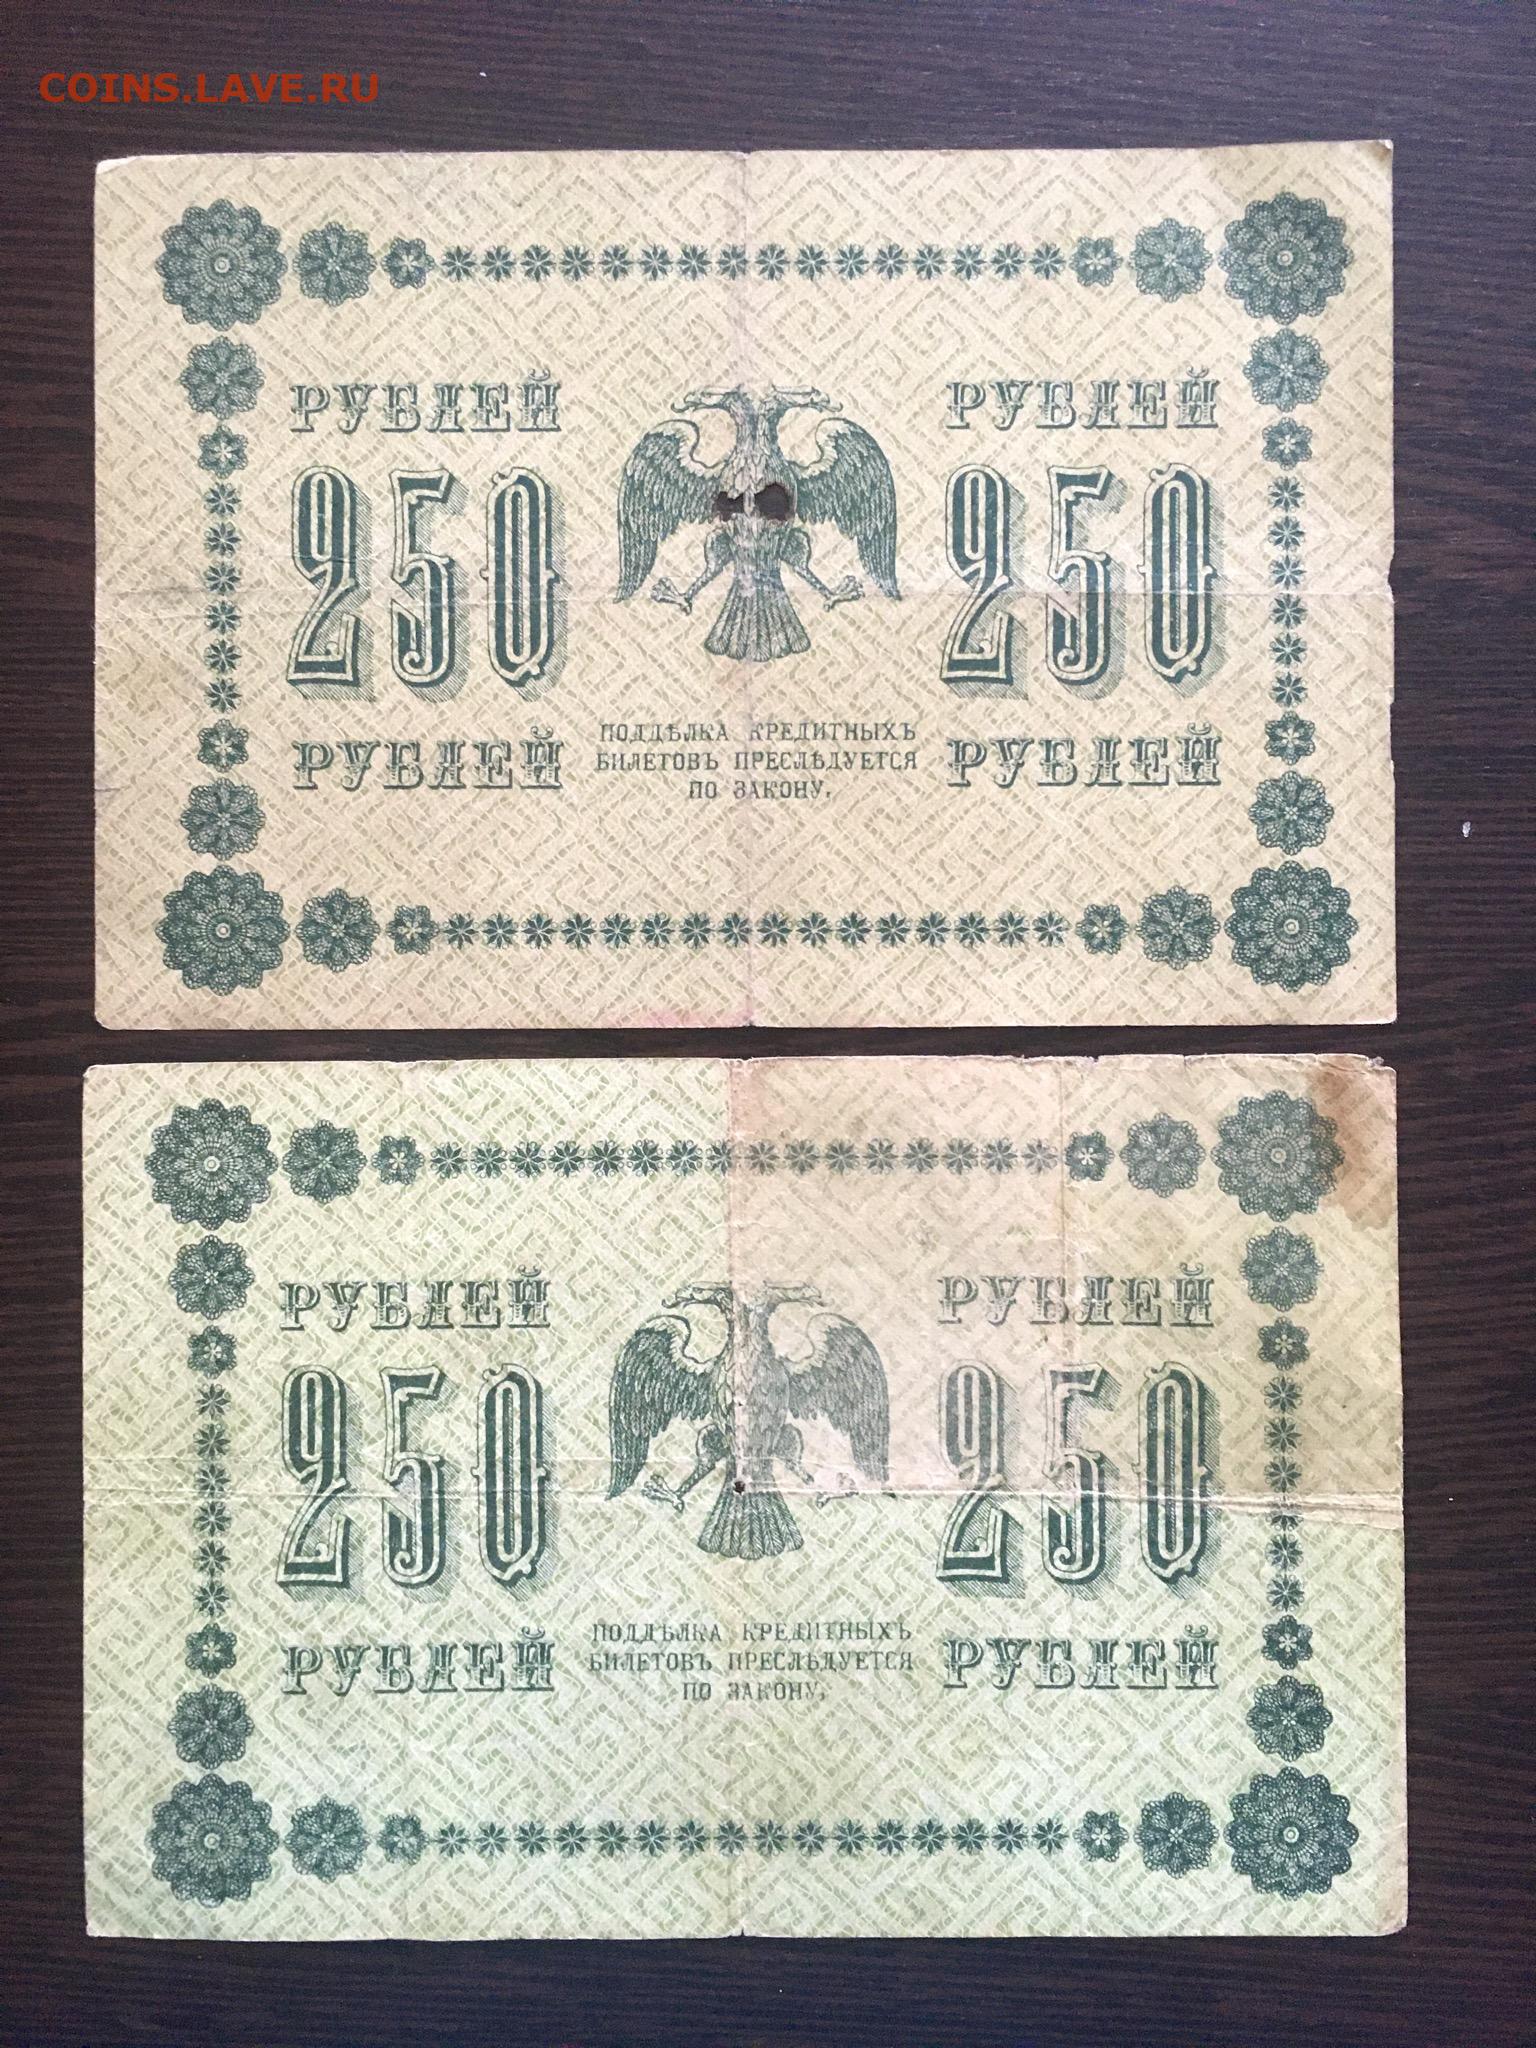 COINS.LAVE.RU
РУБЛЕЙ РУБЛЕЙ
250 250
РУБЛЕЙ РУБЛЕЙ
ПОДДѢЛКА КРЕДИТНЫХЪ
БИЛЕТОВЪ ПРЕСЛѢДУЕТСЯ
ПО ЗАКОНУ.
РУБЛЕЙ РУБЛЕЙ
250 250
РУБЛЕЙ РУБЛЕЙ
ПОДДѢЛКА КРЕДИТНЫХЪ
БИЛЕТОВЪ ПРЕСЛѢДУЕТСЯ
ПО ЗАКОНУ.